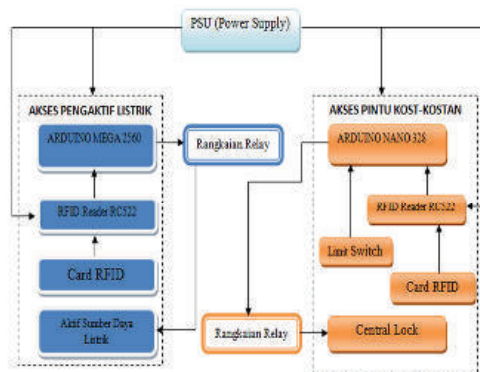 PSU (Power Supply)
AKSES PENGAKTIF LISTRIK
ARDUINO MEGA 2560
RFID Reader RC522
Card RFID
Aktif Sumber Daya
Listrik
Rangkaian Relay
AKSES PINTU KOST-KOSTAN
ARDUINO NANO 328
RFID Reader RC522
Limit Switch
Card RFID
Rangkaian Relay
Central Lock